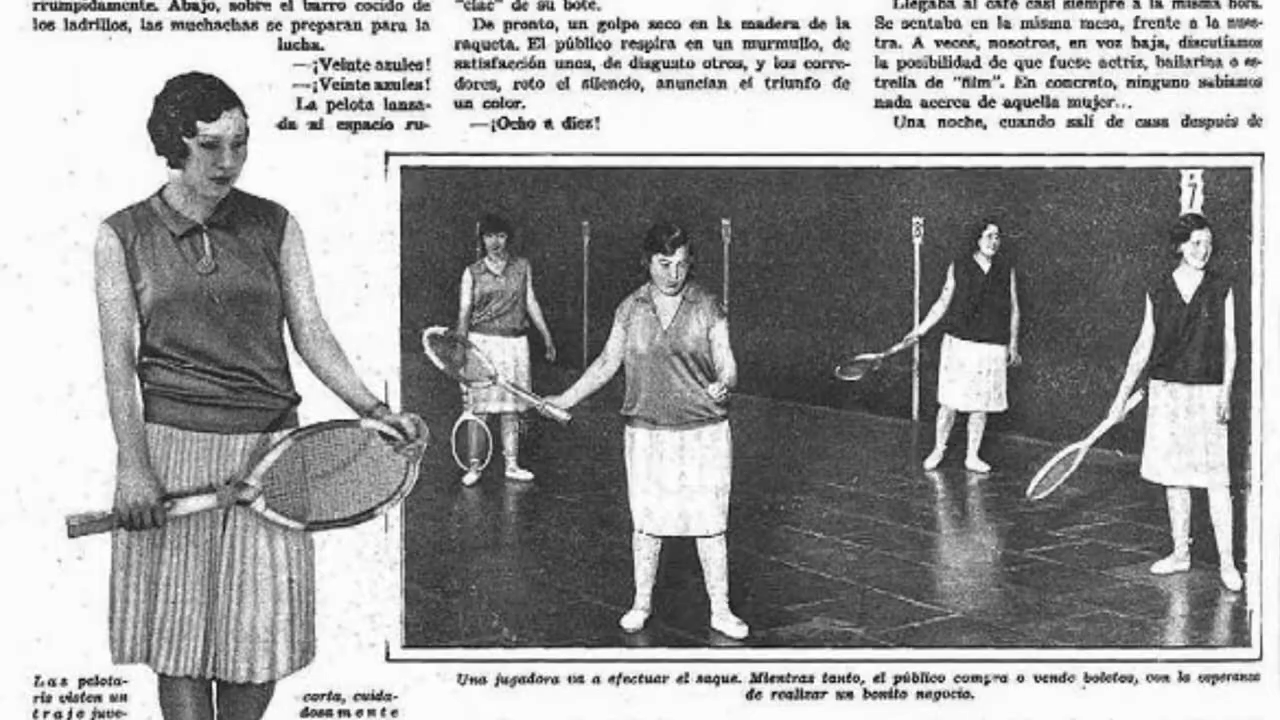 rrumpidamente. Abajo, sobre el barro cocido de
los ladrillos, las muchachas se preparan para la
lucha.
—¡Veinte azules!
—¡Veinte azules!
La pelota lanza-
da al espacio ru-
"clac" de su bote.
De pronto, un golpe seco en la madera de la
raqueta. El público respira en un murmullo, de
satisfacción unos, de disgusto otros, y los corre-
dores, roto el silencio, anuncian el triunfo de
un color.
—¡Ocho a diez!
Llegaba al café casi siempre a la misma hora.
Se sentaba en la misma mesa, frente a la nues-
tra. A veces, nosotros, en voz baja, discutíamos
la posibilidad de que fuese actriz, bailarina o es-
trella de "film". En concreto, ninguno sabíamos
nada acerca de aquella mujer...
Una noche, cuando salí de casa después de
7
8
Las pelota-
ris visten un
traje juve-
corta, cuida-
dosamente
Una jugadora va a efectuar el saque. Mientras tanto, el público compra o vende boletos, con la esperanza
de realizar un bonito negocio.